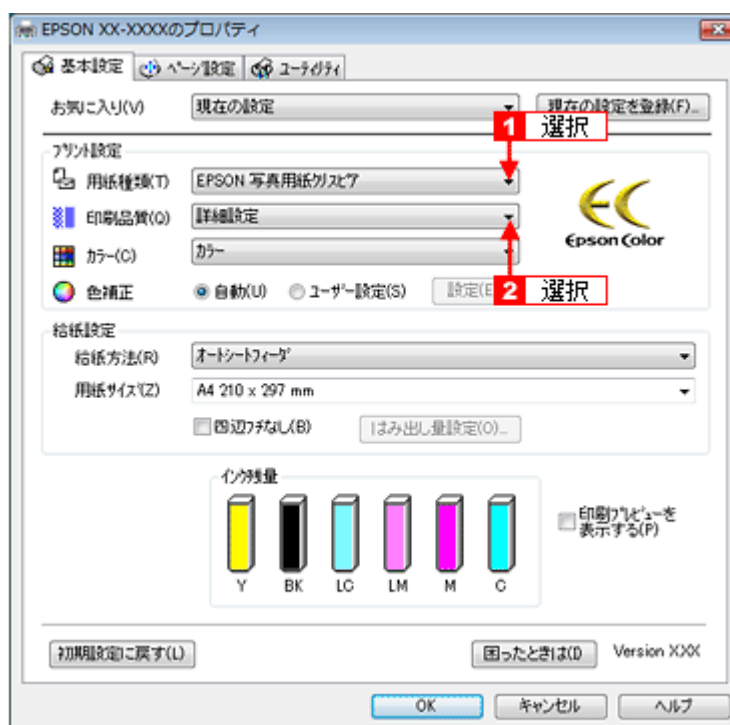 EPSON XX-XXXXのプロパティ
基本設定 ページ設定 ユーティリティ
お気に入り(V) 現在の設定 現在の設定を登録(F)...
1 選択
プリント設定
用紙種類(T) EPSON 写真用紙クリスピア
印刷品質(Q) 詳細設定
カラー(C) カラー
Epson Color
色補正 自動(U) ユーザー設定(S) 設定(E
2 選択
給紙設定
給紙方法(R) オートシートフィーダ
用紙サイズ(Z) A4 210 x 297 mm
四辺フチなし(B) はみ出し量設定(O)...
インク残量
印刷プレビューを
表示する(P)
Y BK LC LM M C
初期設定に戻す(L) 困ったときは(D Version X.XX
OK キャンセル ヘルプ